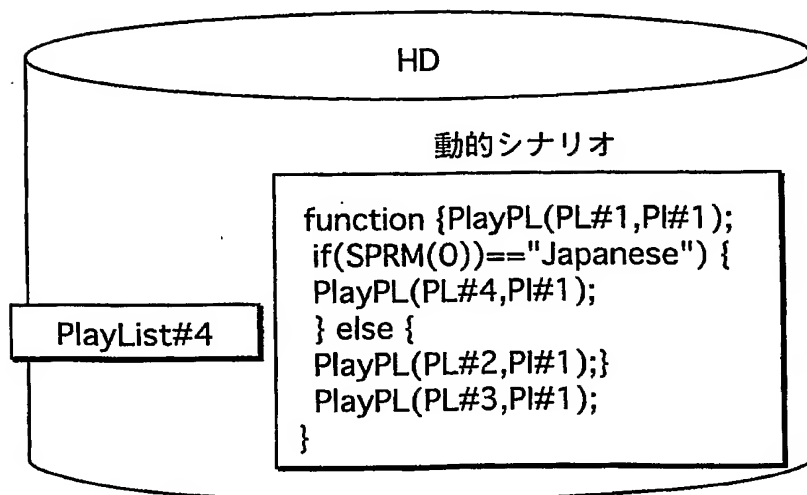 HD
動的シナリオ
function {PlayPL(PL#1,PI#1);
if(SPRM(0))=="Japanese") {
PlayPL(PL#4,PI#1);
} else {
PlayPL(PL#2,PI#1);}
PlayPL(PL#3,PI#1);
}
PlayList#4